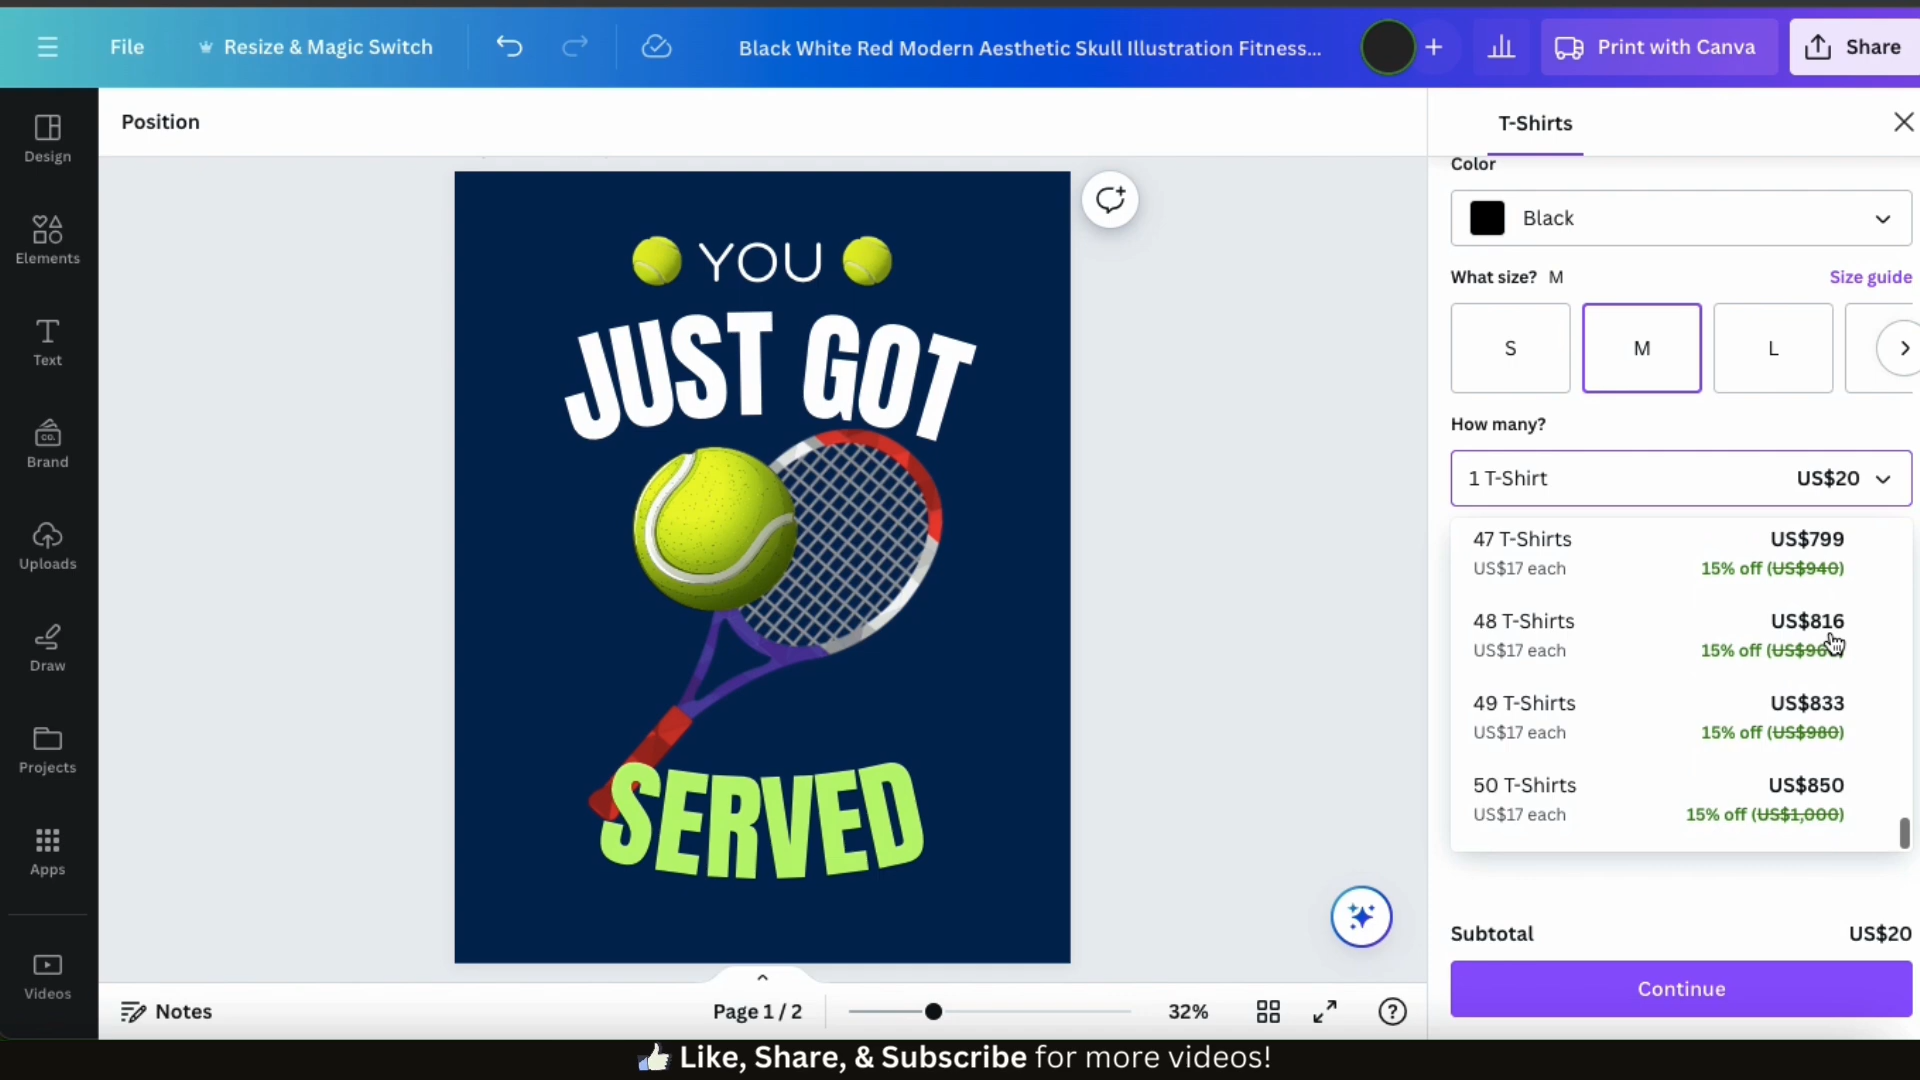 File
Resize & Magic Switch
Black White Red Modern Aesthetic Skull Illustration Fitness...
Print with Canva
Share
Design
Elements
Text
CO.
Brand
Uploads
Draw
Projects
Apps
Videos
Position
YOU
JUST GOT
SERVED
T-Shirts
Color
Black
What size? M
Size guide
S
M
L
How many?
1 T-Shirt US$20
47 T-Shirts US$799
US$17 each 15% off (US$940)
48 T-Shirts US$816
US$17 each 15% off
49 T-Shirts US$833
US$17 each 15% off (US$980)
50 T-Shirts US$850
US$17 each 15% off (US$1,000)
Subtotal US$20
Continue
Notes
Page 1 / 2
32%
Like, Share, & Subscribe for more videos!